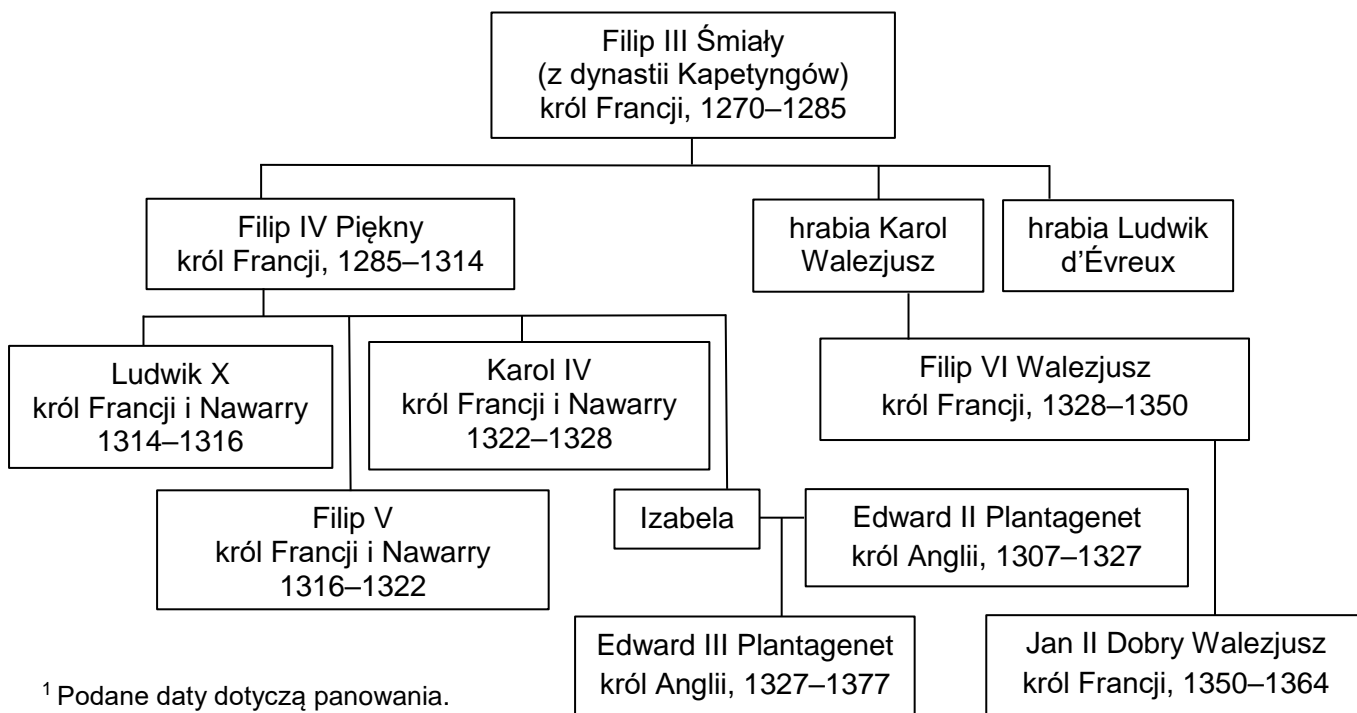 Filip III Śmiały
(z dynastii Kapetyngów)
król Francji, 1270–1285
Filip IV Piękny
król Francji, 1285–1314
hrabia Karol
Walezjusz
hrabia Ludwik
d’Évreux
Ludwik X
król Francji i Nawarry
1314–1316
Karol IV
król Francji i Nawarry
1322–1328
Filip VI Walezjusz
król Francji, 1328–1350
Filip V
król Francji i Nawarry
1316–1322
Izabela
Edward II Plantagenet
król Anglii, 1307–1327
Edward III Plantagenet
król Anglii, 1327–1377
Jan II Dobry Walezjusz
król Francji, 1350–1364
¹ Podane daty dotyczą panowania.